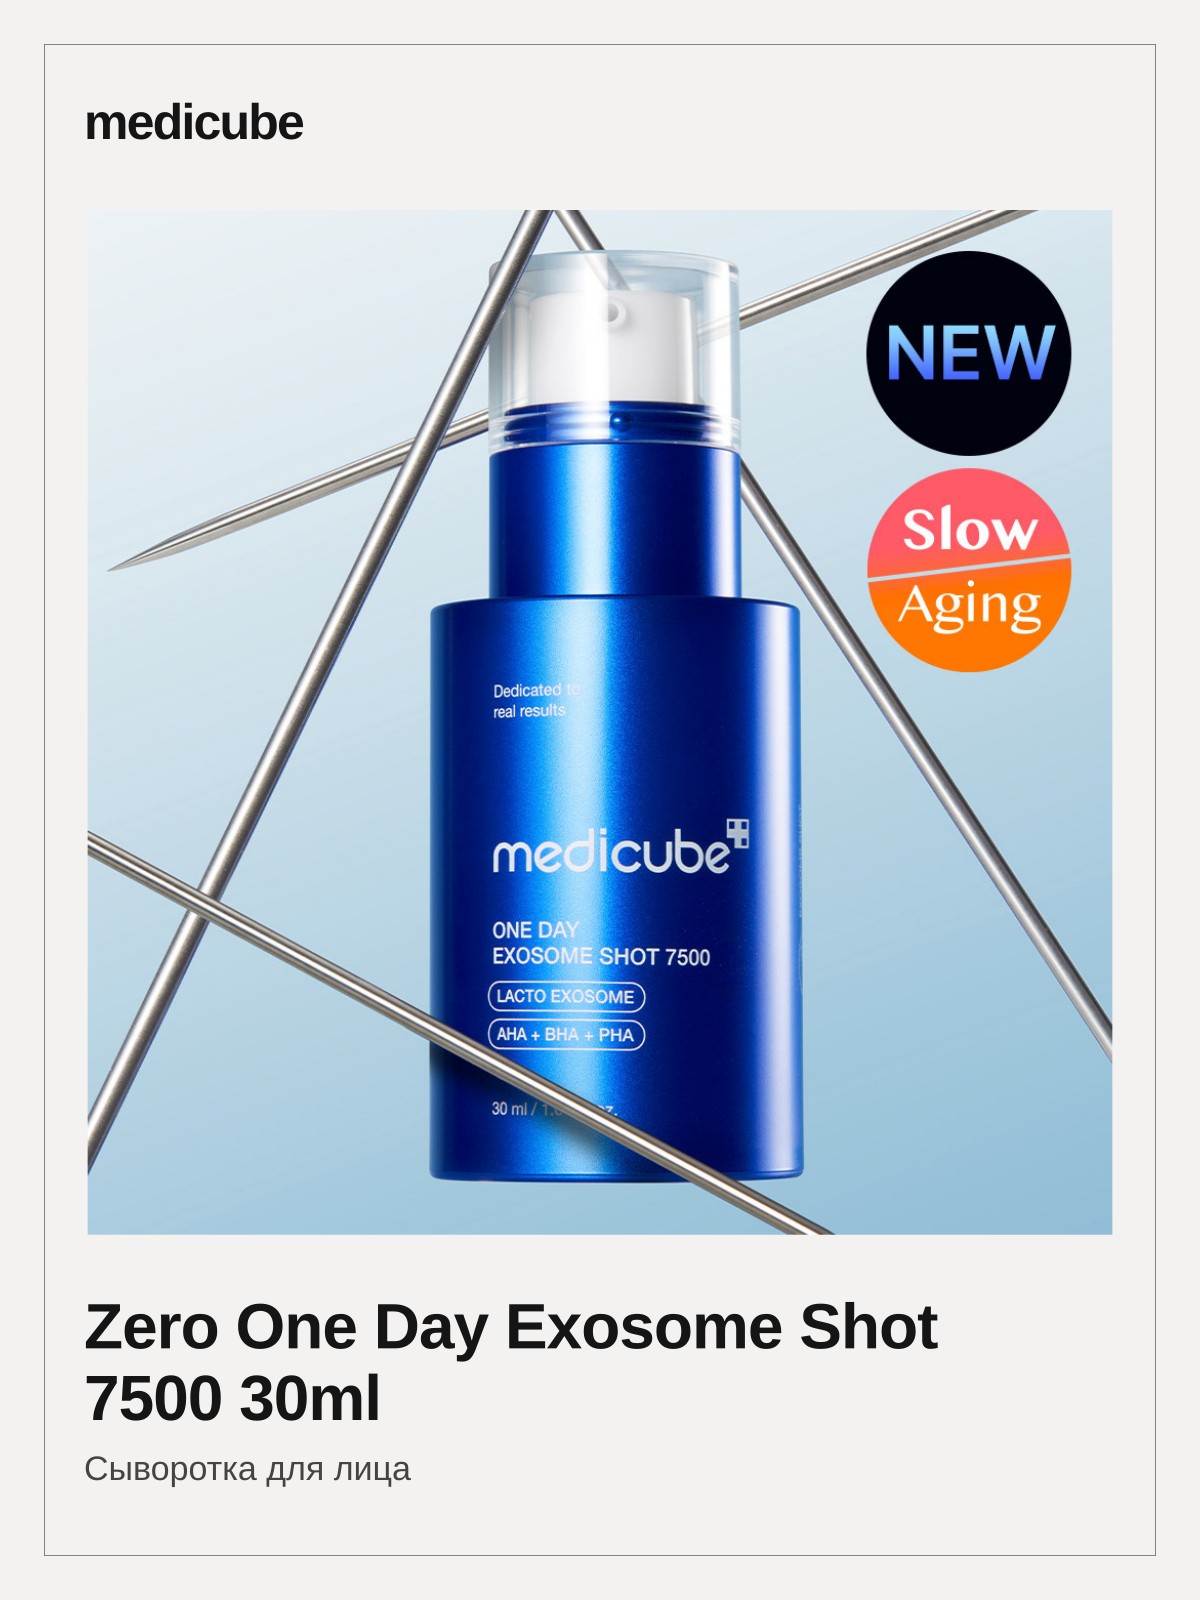 medicube
NEW
Slow
Aging
Dedicated to
real results
medicube
ONE DAY
EXOSOME SHOT 7500
LACTO EXOSOME
AHA + BHA + PHA
30 ml /
Zero One Day Exosome Shot
7500 30ml
Сыворотка для лица